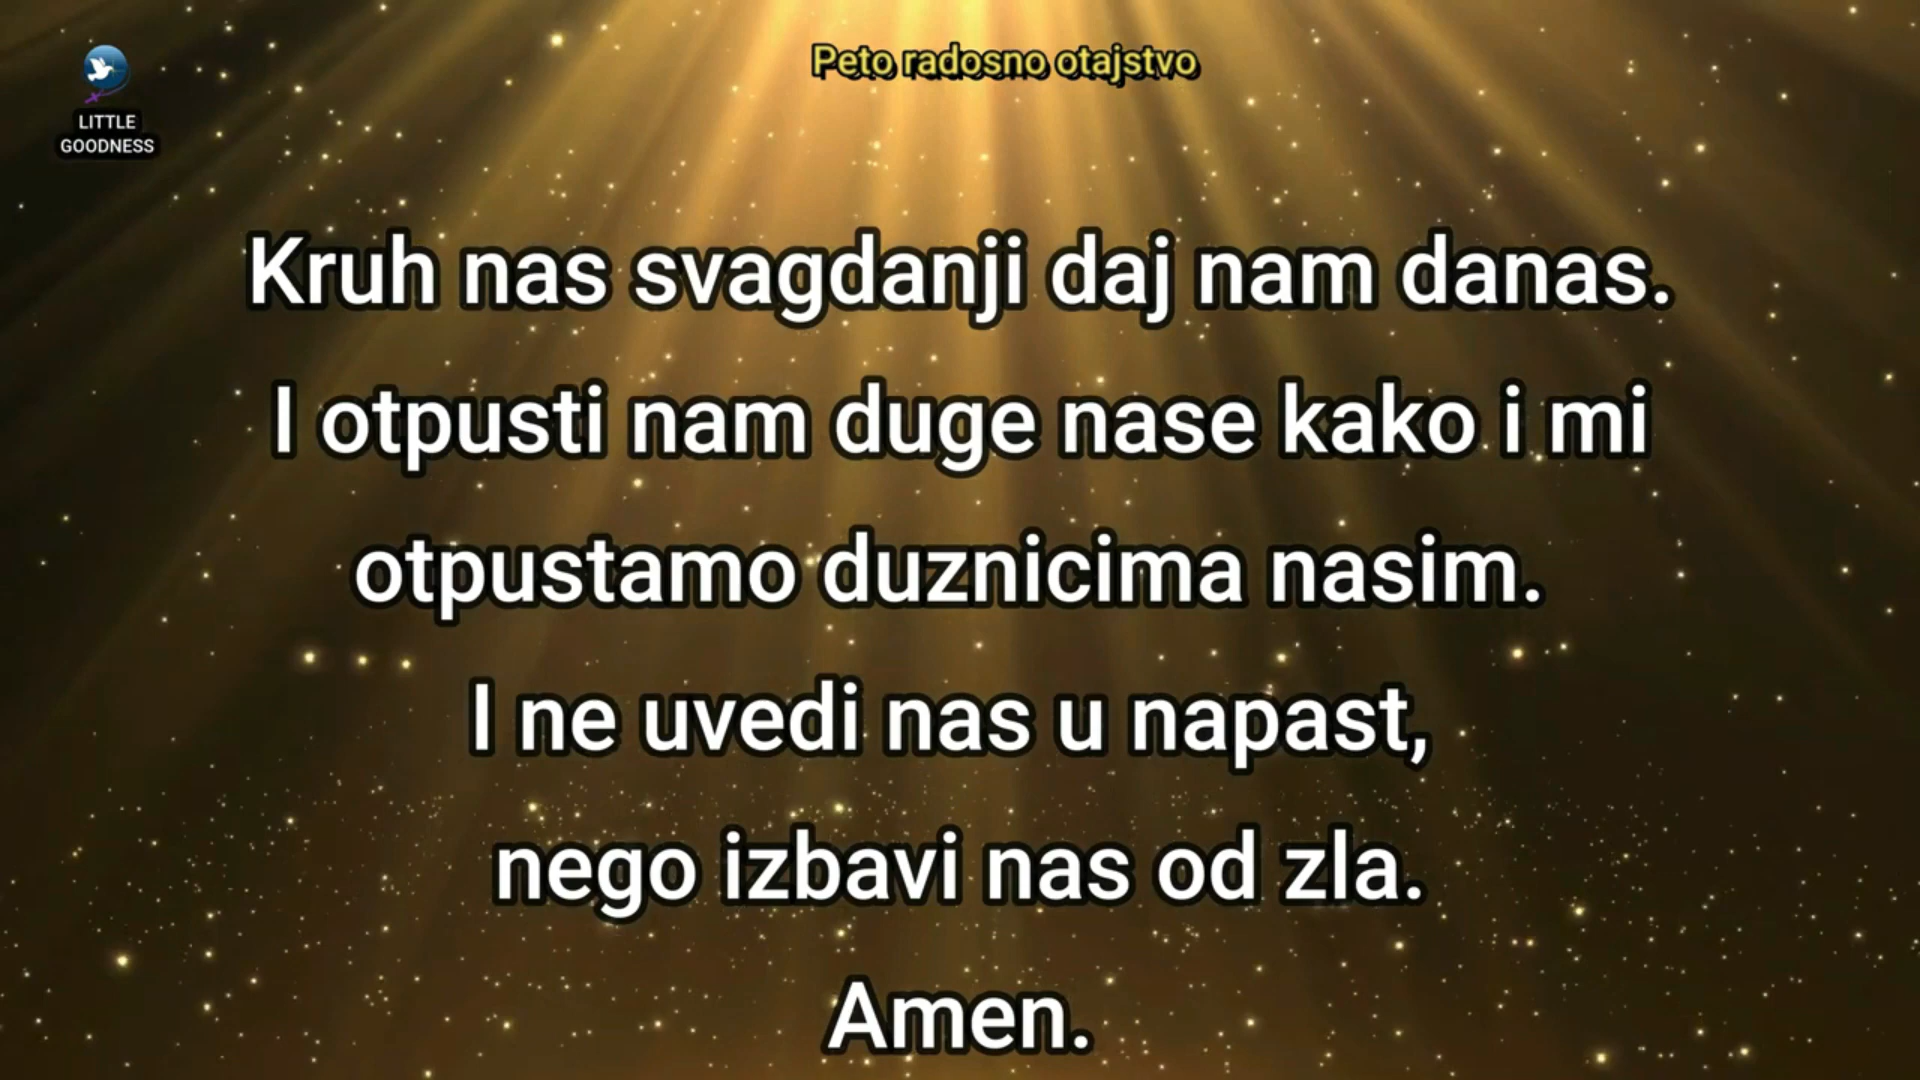 Peto radosno otajstvo
LITTLE
GOODNESS
Kruh nas svagdanji daj nam danas.
I otpusti nam duge nase kako i mi
otpustamo duznicima nasim.
I ne uvedi nas u napast,
nego izbavi nas od zla.
Amen.